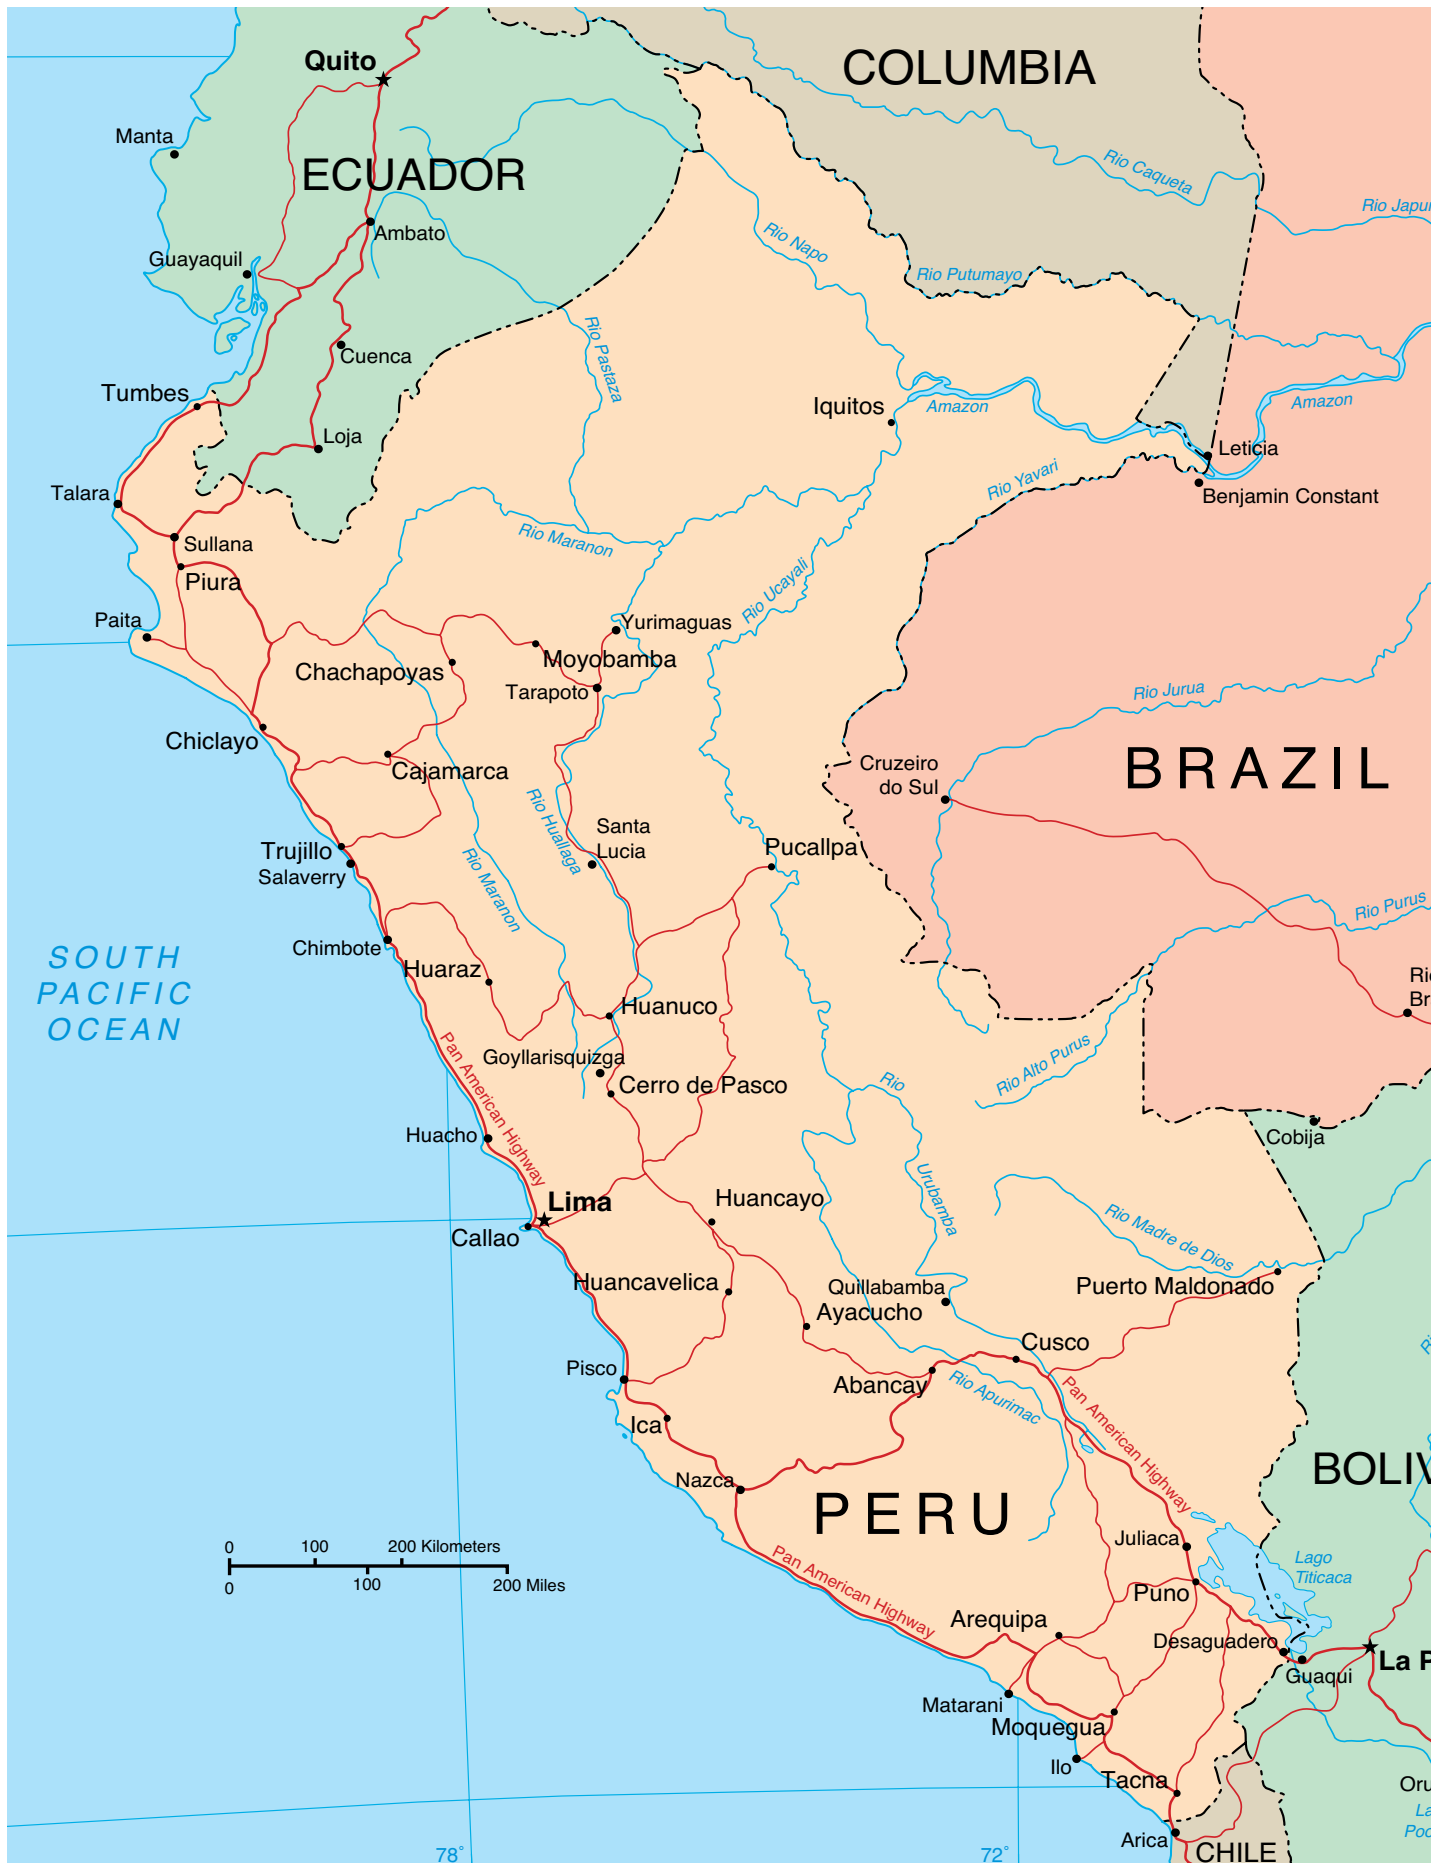 Quito
COLUMBIA
Manta
ECUADOR
Rio Caqueta
Rio Japur
Ambato
Rio Napo
Guayaquil
Rio Putumayo
Rio Pastaza
Cuenca
Tumbes
Iquitos
Amazon
Amazon
Loja
Leticia
Rio Yavari
Talara
Benjamin Constant
Rio Maranon
Sullana
Piura
Rio Ucayali
Paita
Yurimaguas
Moyobamba
Chachapoyas
Tarapoto
Rio Jurua
Chiclayo
Cajamarca
Cruzeiro
do Sul
BRAZIL
Rio Huallaga
Santa
Lucia
Pucallpa
Trujillo
Salaverry
Rio Maranon
Rio Purus
Chimbote
SOUTH
PACIFIC
OCEAN
Huaraz
Rio
Br
Huanuco
Pan American Highway
Goyllarisquizga
Cerro de Pasco
Rio Alto Purus
Rio
Urubamba
Huacho
Cobija
Lima
Huancayo
Callao
Rio Madre de Dios
Huancavelica
Quillabamba
Puerto Maldonado
Ayacucho
Cusco
Pisco
Abancay
Rio Apurimac
Pan American Highway
Ica
Nazca
BOLIV
PERU
0 100 200 Kilometers
0 100 200 Miles
Juliaca
Lago
Titicaca
Pan American Highway
Puno
Arequipa
Desaguadero
La P
Guaqui
Matarani
Moquegua
Ilo
Tacna
Oru
La
Poo
Arica
CHILE
78°
72°